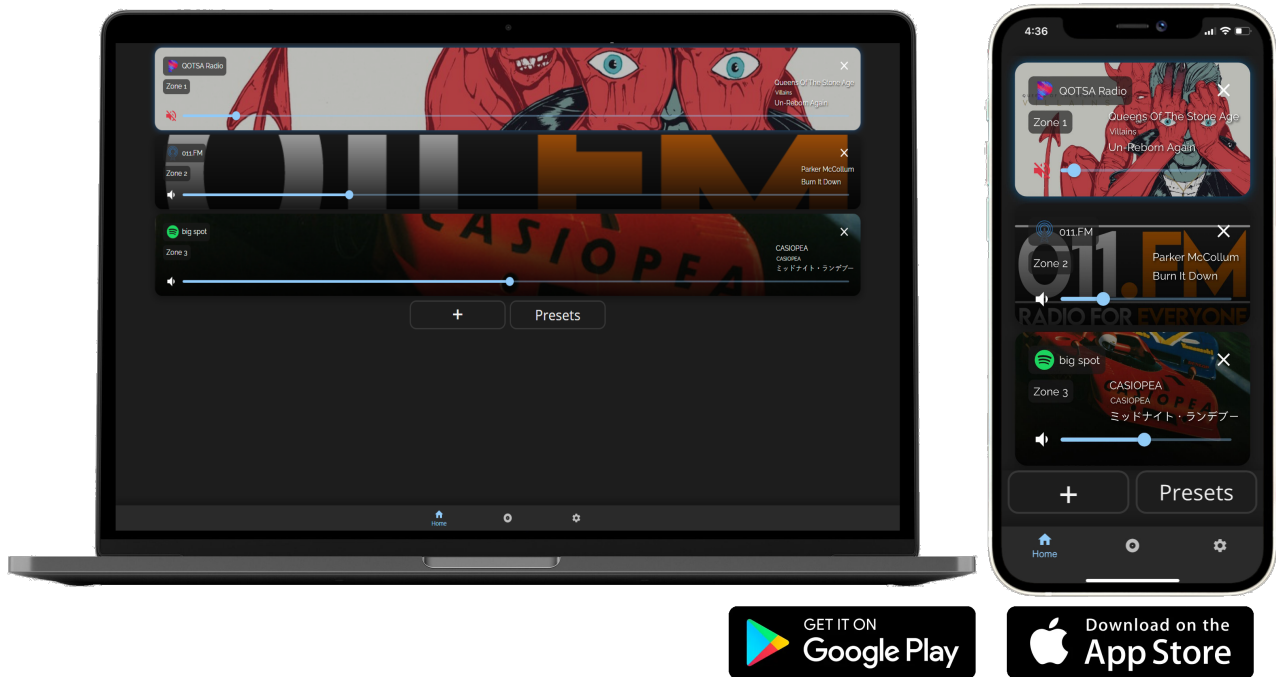 QOTSA Radio
Zone 1
Queens Of The Stone Age
Villains
Un-Reborn Again
011.FM
011.FM
Zone 2
Parker McCollum
Burn It Down
big spot
Zone 3
CASIOPEA
CASIOPEA
CASIOPEA
ミッドナイト・ランデブー
+
Presets
Home
4:36
QOTSA Radio
Zone 1
Queens Of The Stone Age
Villains
Un-Reborn Again
011.FM
011.FM
Zone 2
Parker McCollum
Burn It Down
RADIO FOR EVERYONE
big spot
Zone 3
CASIOPEA
CASIOPEA
CASIOPEA
ミッドナイト・ランデブー
+
Presets
Home
GET IT ON
Google Play
Download on the
App Store